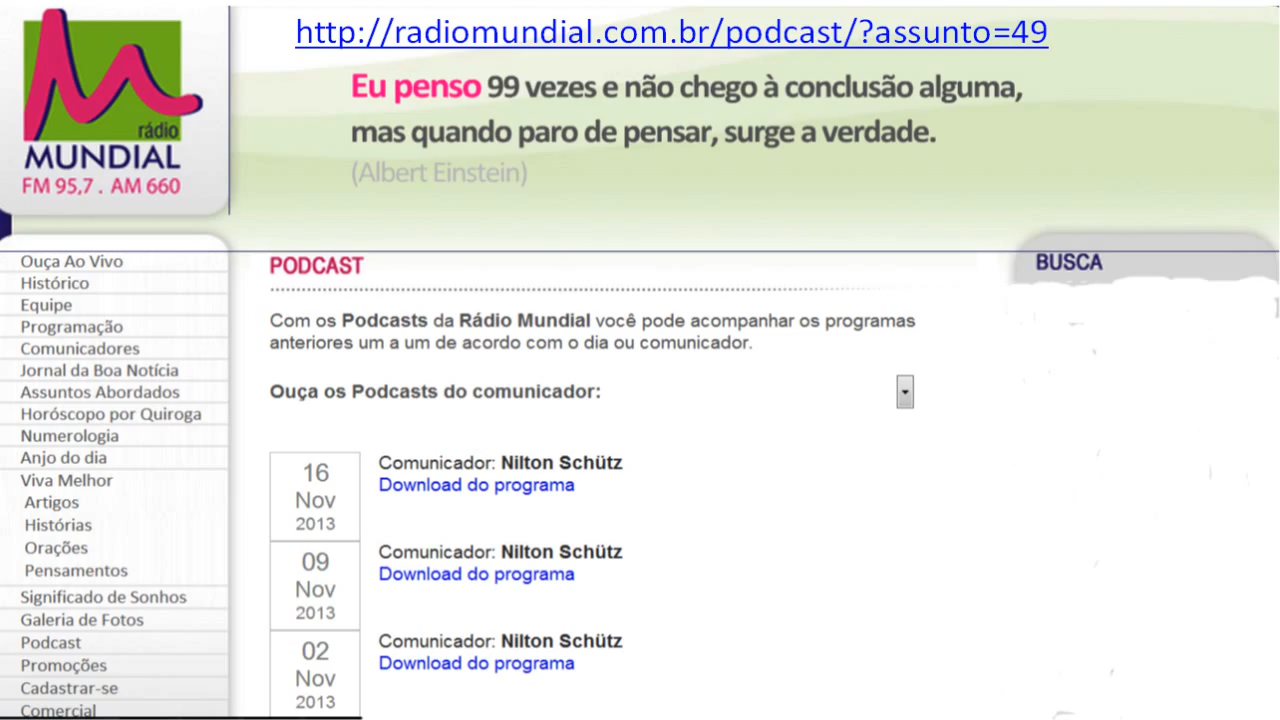 http://radiomundial.com.br/podcast/?assunto=49
Eu penso 99 vezes e não chego à conclusão alguma,
mas quando paro de pensar, surge a verdade.
(Albert Einstein)
rádio
MUNDIAL
FM 95,7 . AM 660
Ouça Ao Vivo
Histórico
Equipe
Programação
Comunicadores
Jornal da Boa Notícia
Assuntos Abordados
Horóscopo por Quiroga
Numerologia
Anjo do dia
Viva Melhor
Artigos
Histórias
Orações
Pensamentos
Significado de Sonhos
Galeria de Fotos
Podcast
Promoções
Cadastrar-se
Comercial
PODCAST
Com os Podcasts da Rádio Mundial você pode acompanhar os programas
anteriores um a um de acordo com o dia ou comunicador.
Ouça os Podcasts do comunicador:
16
Nov
2013
Comunicador: Nilton Schütz
Download do programa
09
Nov
2013
Comunicador: Nilton Schütz
Download do programa
02
Nov
2013
Comunicador: Nilton Schütz
Download do programa
BUSCA